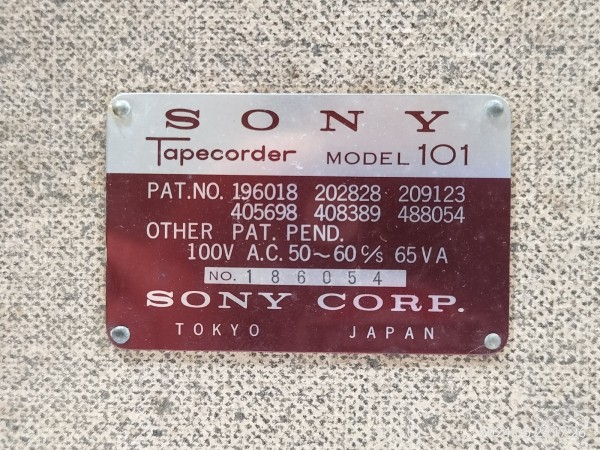 SONY
Tapecorder MODEL 101
PAT.NO. 196018 202828 209123
405698 408389 488054
OTHER PAT. PEND.
100V A.C. 50~60 ℅s 65VA
NO. 186054
SONY CORP.
TOKYO JAPAN